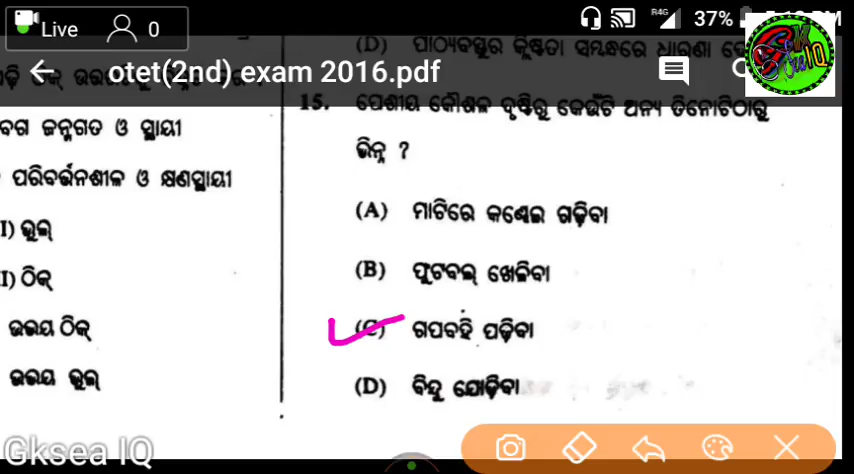 Live 0
R4G 37%
otet(2nd) exam 2016.pdf
ବଗ ଜନ୍ମଗତ ଓ ସ୍ଥାୟୀ
ପରିବର୍ତ୍ତନଶୀଳ ଓ କ୍ଷଣସ୍ଥାୟୀ
I) ଭୁଲ୍
I) ଠିକ୍
ଉଭୟ ଠିକ୍
ଉଭୟ ଭୁଲ୍
(D) ପାଠ୍ୟବସ୍ତୁର କ୍ଲିଷ୍ଟତା ସମ୍ବନ୍ଧରେ ଧାରଣା
15. ପେଶୀୟ କୌଶଳ ଦୃଷ୍ଟିରୁ କେଉଁଟି ଅନ୍ୟ ତିନୋଟିଠାରୁ
ଭିନ୍ନ ?
(A) ମାଟିରେ କଣ୍ଢେଇ ଗଢ଼ିବା
(B) ଫୁଟବଲ୍ ଖେଳିବା
(C) ଗପବହି ପଢ଼ିବା
(D) ବିନ୍ଦୁ ଯୋଡ଼ିବା
Gksea IQ